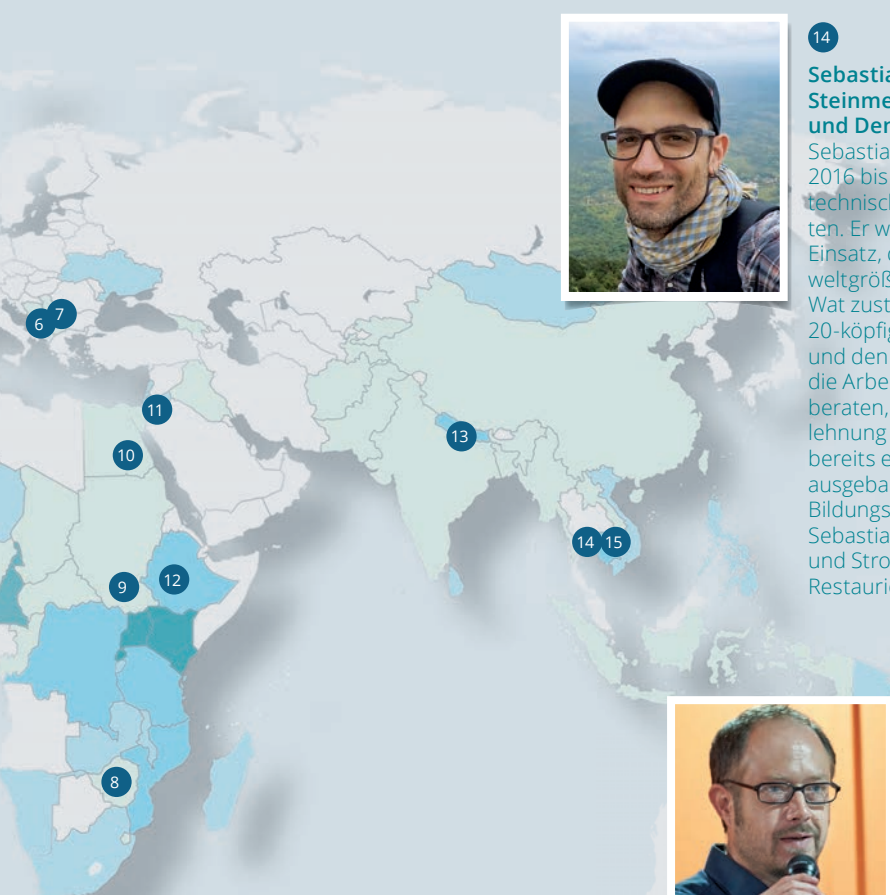 14
Sebastia
Steinme
und Der
Sebastia
2016 bis
technisch
ten. Er w
Einsatz, d
weltgröß
Wat zust
20-köpfig
und den
die Arbe
beraten,
lehnung
bereits e
ausgeba
Bildungs
Sebastia
und Stro
Restauri
6 7
11
10
13
14 15
9 12
8